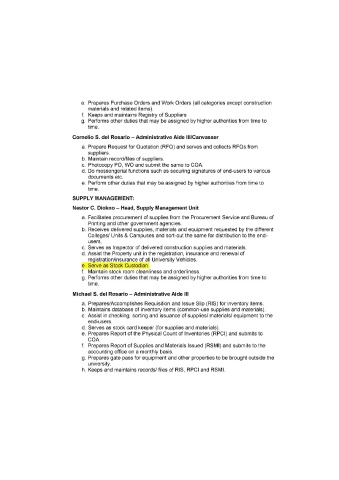 e. Prepares Purchase Orders and Work Orders (all categories except construction
materials and related items).
f. Keeps and maintains Registry of Suppliers
g. Performs other duties that may be assigned by higher authorities from time to
time.
Cornelio S. del Rosario – Administrative Aide III/Canvasser
a. Prepare Request for Quotation (RFQ) and serves and collects RFQs from
suppliers.
b. Maintain record/files of suppliers.
c. Photocopy PO, WO and submit the same to COA.
d. Do messengerial functions such as securing signatures of end-users to various
documents etc.
e. Perform other duties that may be assigned by higher authorities from time to
time.
SUPPLY MANAGEMENT:
Nestor C. Diokno – Head, Supply Management Unit
a. Facilitates procurement of supplies from the Procurement Service and Bureau of
Printing and other government agencies.
b. Receives delivered supplies, materials and equipment requested by the different
Colleges/ Units & Campuses and sort-out the same for distribution to the end-
users.
c. Serves as Inspector of delivered construction supplies and materials.
d. Assist the Property unit in the registration, insurance and renewal of
registration/insurance of all University Vehicles.
e. Serve as Stock Custodian.
f. Maintain stock room cleanliness and orderliness.
g. Performs other duties that may be assigned by higher authorities from time to
time.
Michael S. del Rosario – Administrative Aide III
a. Prepares/Accomplishes Requisition and Issue Slip (RIS) for inventory items.
b. Maintains database of inventory items (common-use supplies and materials).
c. Assist in checking, sorting and issuance of supplies/ materials/ equipment to the
end-users.
d. Serves as stock card keeper (for supplies and materials).
e. Prepares Report of the Physical Count of Inventories (RPCI) and submits to
COA.
f. Prepares Report of Supplies and Materials Issued (RSMI) and submits to the
accounting office on a monthly basis.
g. Prepares gate pass for equipment and other properties to be brought outside the
university.
h. Keeps and maintains records/ files of RIS, RPCI and RSMI.